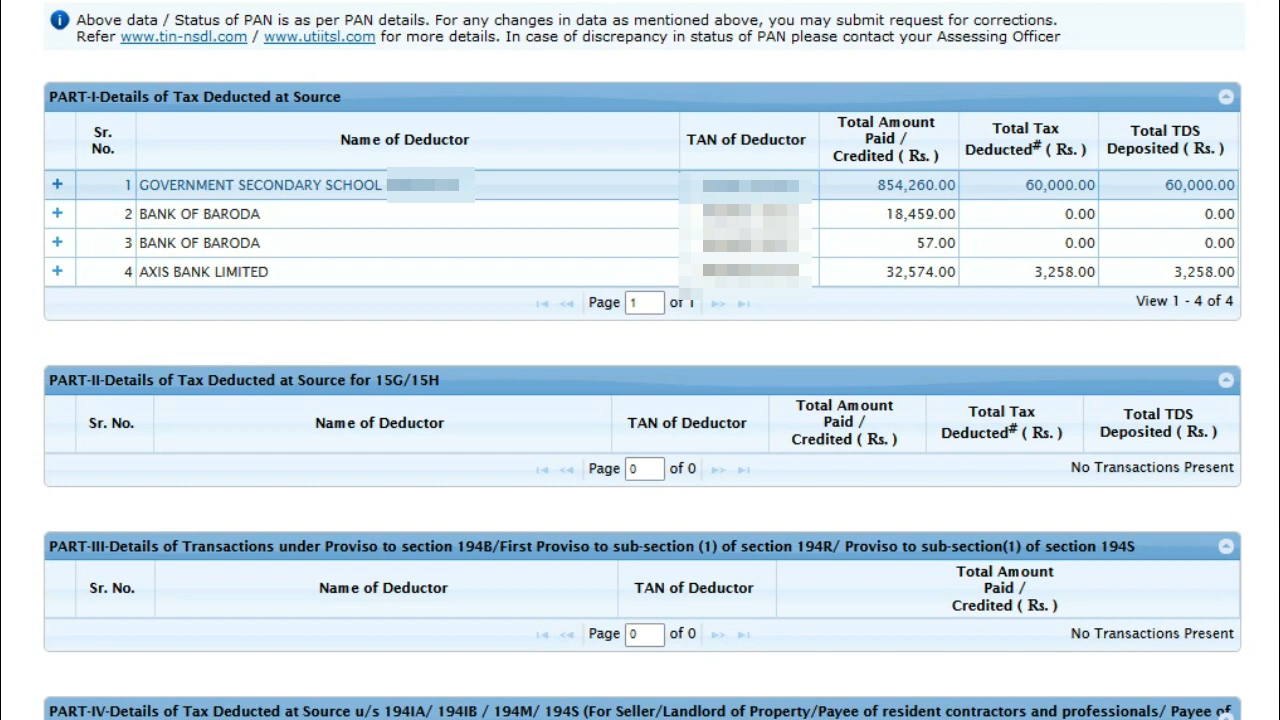 Above data / Status of PAN is as per PAN details. For any changes in data as mentioned above, you may submit request for corrections.
Refer www.tin-nsdl.com / www.utiitsl.com for more details. In case of discrepancy in status of PAN please contact your Assessing Officer
PART-I-Details of Tax Deducted at Source
Sr. No. Name of Deductor TAN of Deductor Total Amount Paid / Credited ( Rs. ) Total Tax Deducted# ( Rs. ) Total TDS Deposited ( Rs. )
+ 1 GOVERNMENT SECONDARY SCHOOL 854,260.00 60,000.00 60,000.00
+ 2 BANK OF BARODA 18,459.00 0.00 0.00
+ 3 BANK OF BARODA 57.00 0.00 0.00
+ 4 AXIS BANK LIMITED 32,574.00 3,258.00 3,258.00
Page 1 of 1 View 1 - 4 of 4
PART-II-Details of Tax Deducted at Source for 15G/15H
Sr. No. Name of Deductor TAN of Deductor Total Amount Paid / Credited ( Rs. ) Total Tax Deducted# ( Rs. ) Total TDS Deposited ( Rs. )
Page 0 of 0 No Transactions Present
PART-III-Details of Transactions under Proviso to section 194B/First Proviso to sub-section (1) of section 194R/ Proviso to sub-section(1) of section 194S
Sr. No. Name of Deductor TAN of Deductor Total Amount Paid / Credited ( Rs. )
Page 0 of 0 No Transactions Present
PART-IV-Details of Tax Deducted at Source u/s 194IA/ 194IB / 194M/ 194S (For Seller/Landlord of Property/Payee of resident contractors and professionals/ Payee of